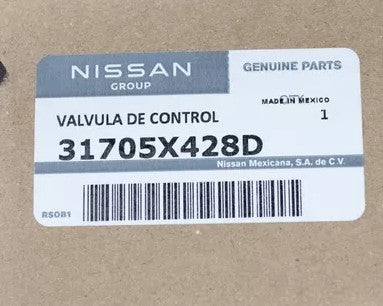 NISSAN
GROUP
GENUINE PARTS
MADE IN MEXICO
QTY
VALVULA DE CONTROL
1
31705X428D
Nissan Mexicana, S.A. de C.V.
RSOB1